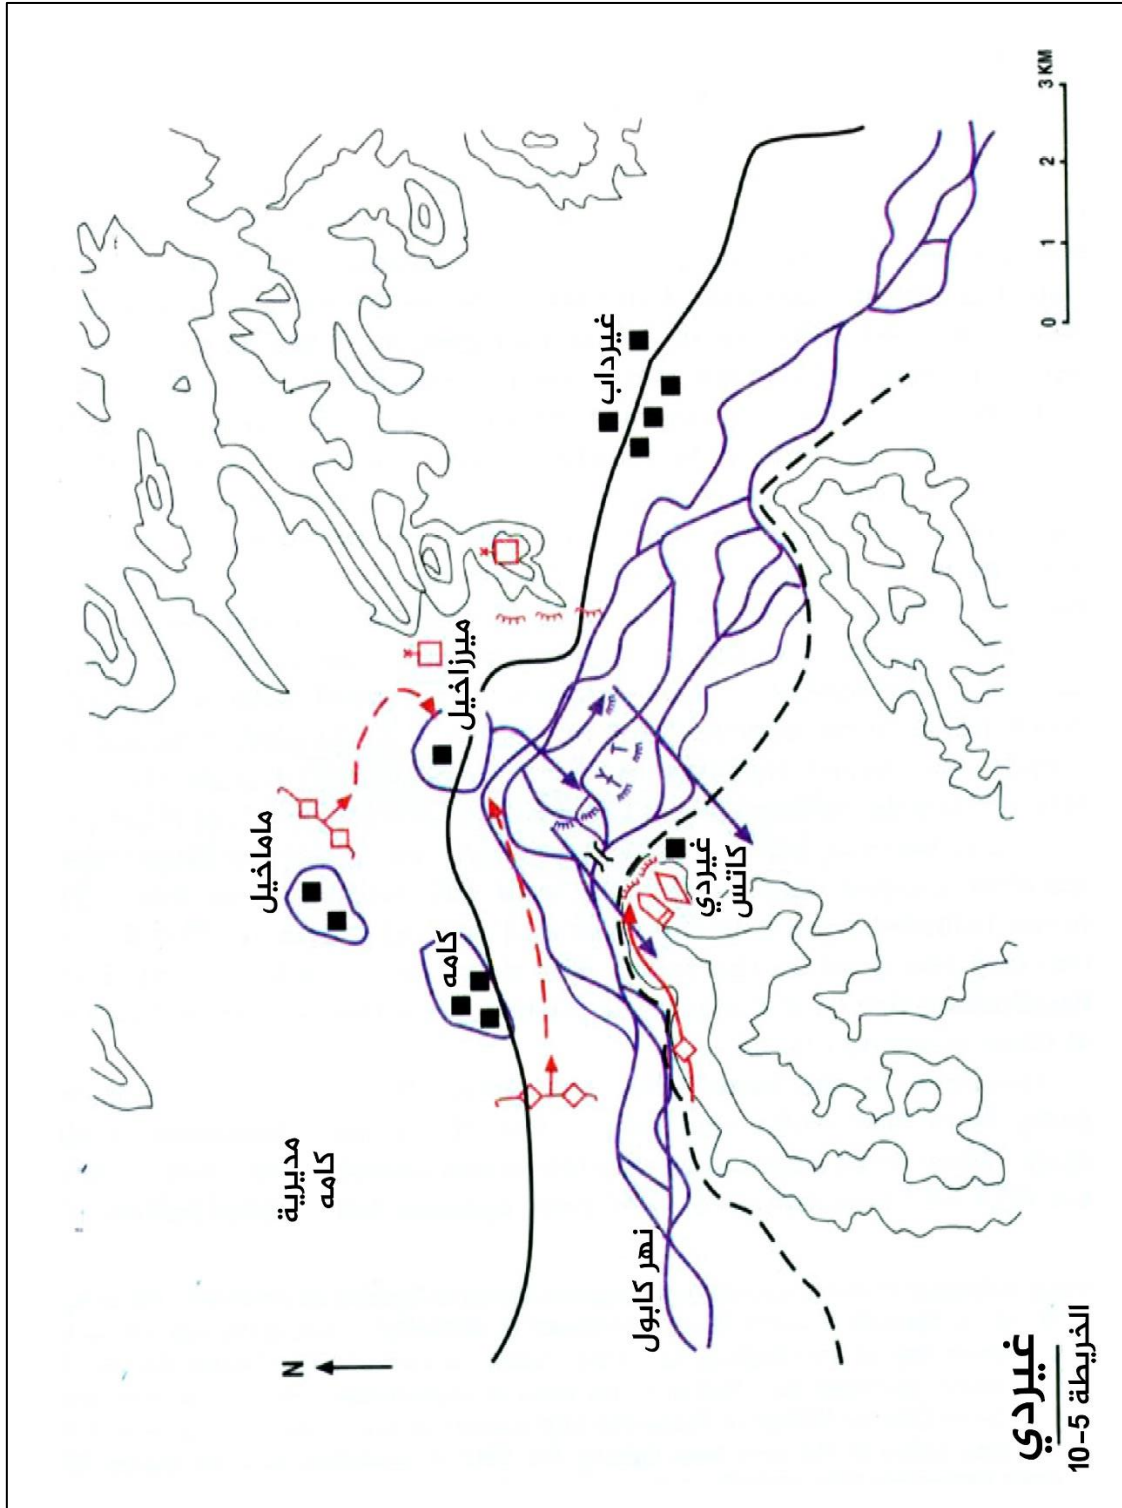 3 KM
2
1
0
غيرداب
ميرزاخيل
ماماخيل
كامه
غيردي
كاتس
مديرية
كامه
نهر كابول
N
غيردي
الخريطة 5-10